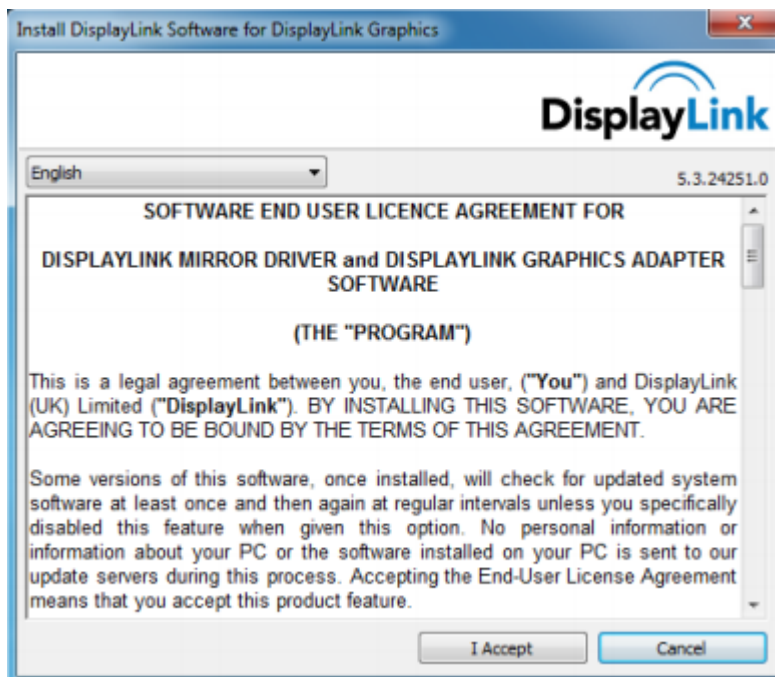 Install DisplayLink Software for DisplayLink Graphics
DisplayLink
English
5.3.24251.0
SOFTWARE END USER LICENCE AGREEMENT FOR
DISPLAYLINK MIRROR DRIVER and DISPLAYLINK GRAPHICS ADAPTER
SOFTWARE
(THE "PROGRAM")
This is a legal agreement between you, the end user, ("You") and DisplayLink
(UK) Limited ("DisplayLink"). BY INSTALLING THIS SOFTWARE, YOU ARE
AGREEING TO BE BOUND BY THE TERMS OF THIS AGREEMENT.
Some versions of this software, once installed, will check for updated system
software at least once and then again at regular intervals unless you specifically
disabled this feature when given this option. No personal information or
information about your PC or the software installed on your PC is sent to our
update servers during this process. Accepting the End-User License Agreement
means that you accept this product feature.
I Accept
Cancel